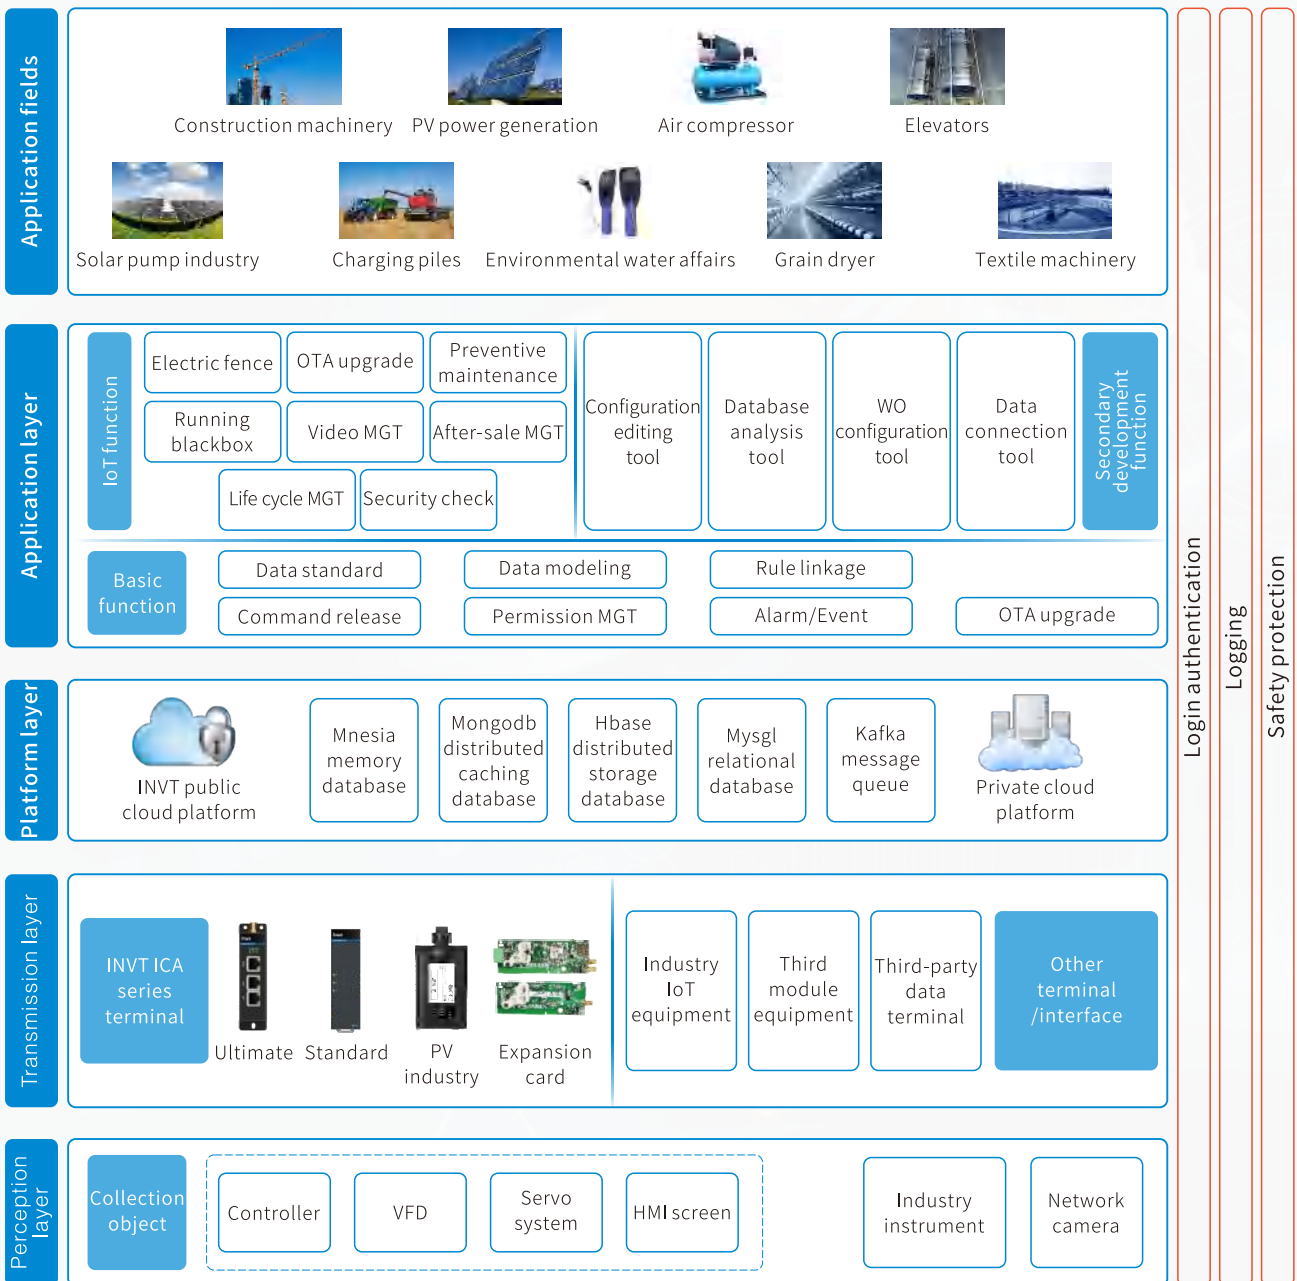 Application fields
Construction machinery
PV power generation
Air compressor
Elevators
Solar pump industry
Charging piles
Environmental water affairs
Grain dryer
Textile machinery
Application layer
IoT function
Electric fence
OTA upgrade
Preventive
maintenance
Running
blackbox
Video MGT
After-sale MGT
Life cycle MGT
Security check
Configuration
editing
tool
Database
analysis
tool
WO
configuration
tool
Data
connection
tool
Secondary
development
function
Basic
function
Data standard
Data modeling
Rule linkage
Command release
Permission MGT
Alarm/Event
OTA upgrade
Platform layer
INVT public
cloud platform
Mnesia
memory
database
Mongodb
distributed
caching
database
Hbase
distributed
storage
database
Mysgl
relational
database
Kafka
message
queue
Private cloud
platform
Transmission layer
INVT ICA
series
terminal
Ultimate
Standard
PV
industry
Expansion
card
Industry
IoT
equipment
Third
module
equipment
Third-party
data
terminal
Other
terminal
/interface
Perception
layer
Collection
object
Controller
VFD
Servo
system
HMI screen
Industry
instrument
Network
camera
Login authentication
Logging
Safety protection